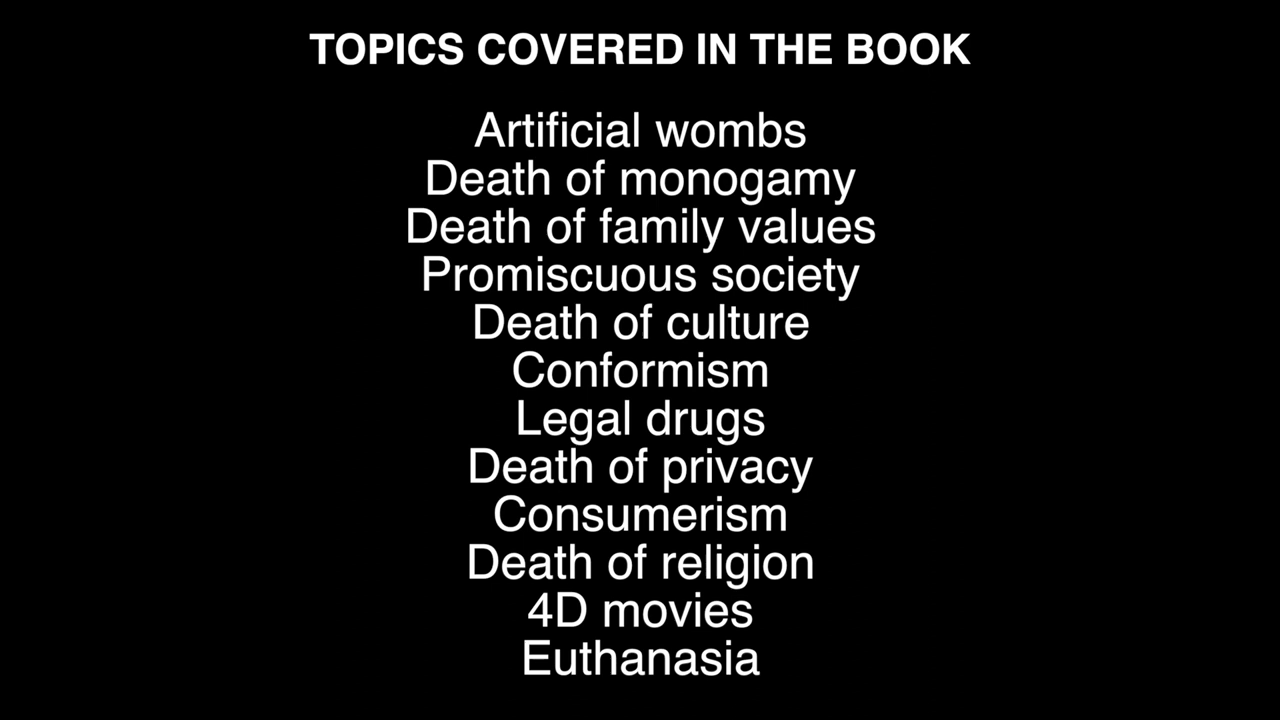 TOPICS COVERED IN THE BOOK
Artificial wombs
Death of monogamy
Death of family values
Promiscuous society
Death of culture
Conformism
Legal drugs
Death of privacy
Consumerism
Death of religion
4D movies
Euthanasia